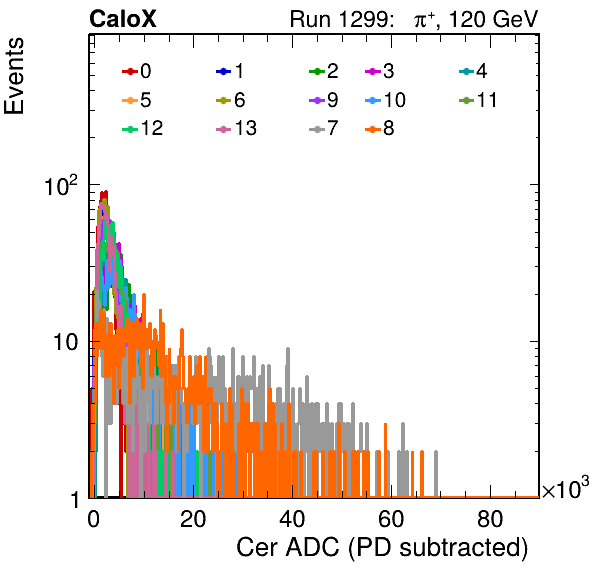 CaloX Run 1299: π⁺, 120 GeV
Events
0 1 2 3 4
5 6 9 10 11
12 13 7 8
10²
10
1
0 20 40 60 80 ×10³
Cer ADC (PD subtracted)